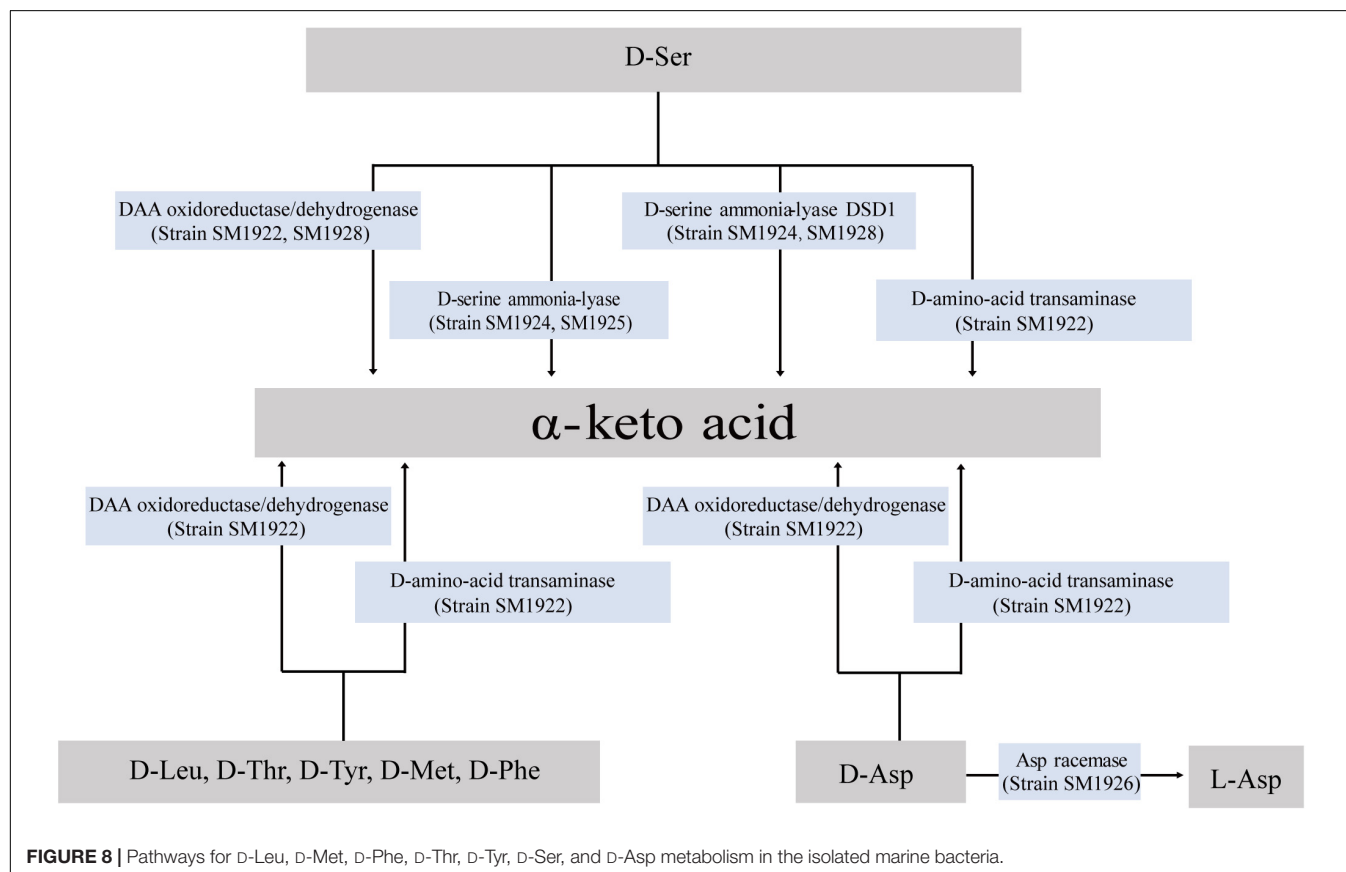 D-Ser
DAA oxidoreductase/dehydrogenase
(Strain SM1922, SM1928)
D-serine ammonia-lyase DSD1
(Strain SM1924, SM1928)
D-serine ammonia-lyase
(Strain SM1924, SM1925)
D-amino-acid transaminase
(Strain SM1922)
α-keto acid
DAA oxidoreductase/dehydrogenase
(Strain SM1922)
D-amino-acid transaminase
(Strain SM1922)
DAA oxidoreductase/dehydrogenase
(Strain SM1922)
D-amino-acid transaminase
(Strain SM1922)
D-Leu, D-Thr, D-Tyr, D-Met, D-Phe
D-Asp
Asp racemase
(Strain SM1926)
L-Asp
FIGURE 8 | Pathways for D-Leu, D-Met, D-Phe, D-Thr, D-Tyr, D-Ser, and D-Asp metabolism in the isolated marine bacteria.